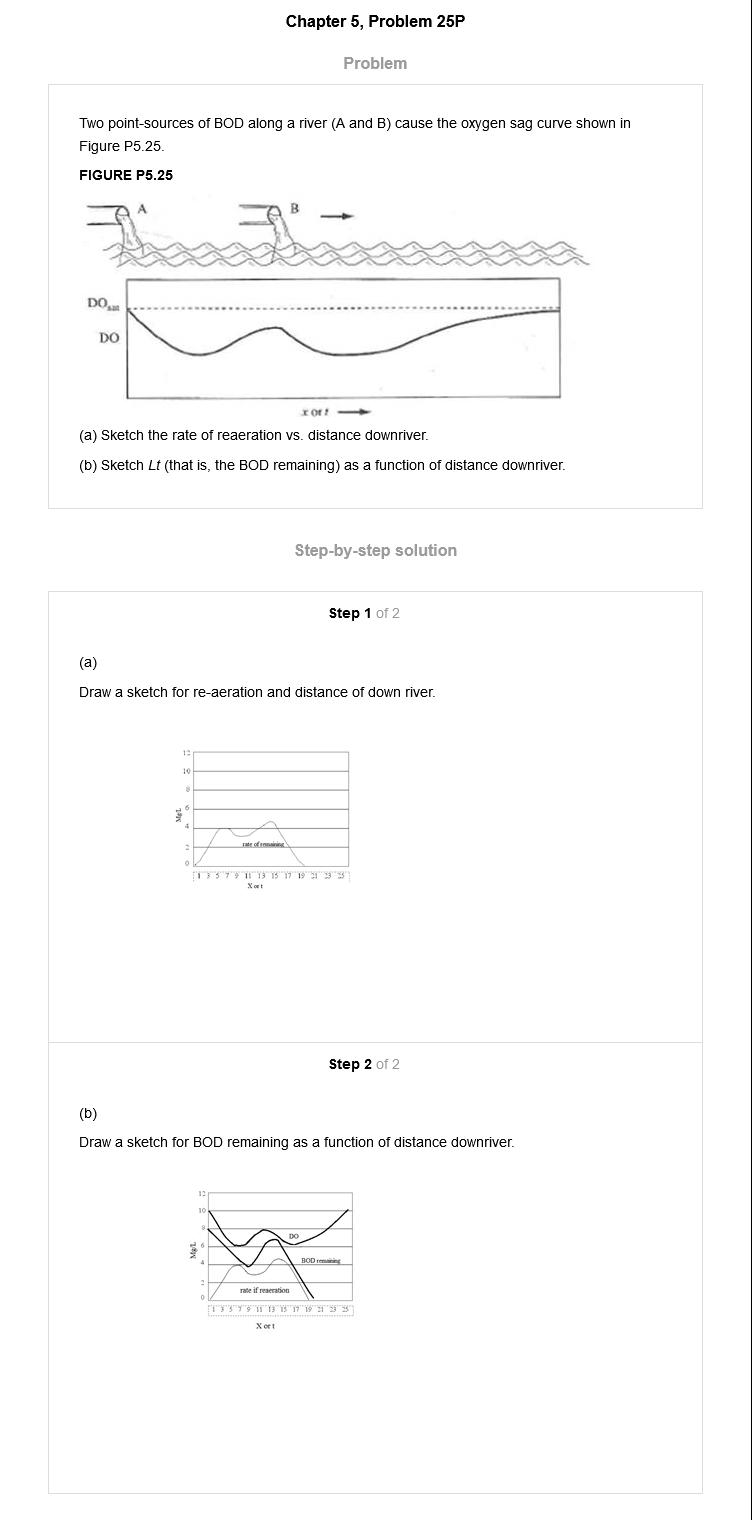 Chapter 5, Problem 25P
Problem
Two point-sources of BOD along a river (A and B) cause the oxygen sag curve shown in
Figure P5.25.
FIGURE P5.25
A
B
DOsat
DO
x or t
(a) Sketch the rate of reaeration vs. distance downriver.
(b) Sketch Lt (that is, the BOD remaining) as a function of distance downriver.
Step-by-step solution
Step 1 of 2
(a)
Draw a sketch for re-aeration and distance of down river.
12
10
8
6
4
2
0
Mg/L
rate of remaining
1 3 5 7 9 11 13 15 17 19 21 23 25
X or t
Step 2 of 2
(b)
Draw a sketch for BOD remaining as a function of distance downriver.
12
10
8
6
4
2
0
Mg/L
DO
BOD remaining
rate if reaeration
1 3 5 7 9 11 13 15 17 19 21 23 25
X or t